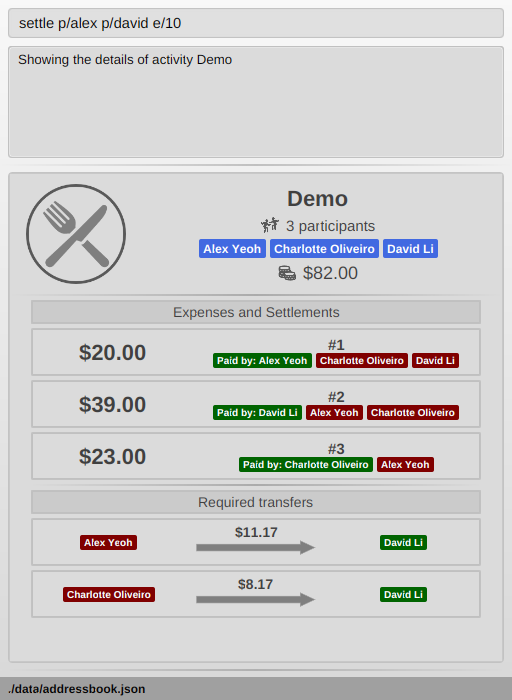 settle p/alex p/david e/10
Showing the details of activity Demo
Demo
3 participants
Alex Yeoh Charlotte Oliveiro David Li
$82.00
Expenses and Settlements
#1
$20.00 Paid by: Alex Yeoh Charlotte Oliveiro David Li
#2
$39.00 Paid by: David Li Alex Yeoh Charlotte Oliveiro
#3
$23.00 Paid by: Charlotte Oliveiro Alex Yeoh
Required transfers
$11.17
Alex Yeoh David Li
$8.17
Charlotte Oliveiro David Li
./data/addressbook.json